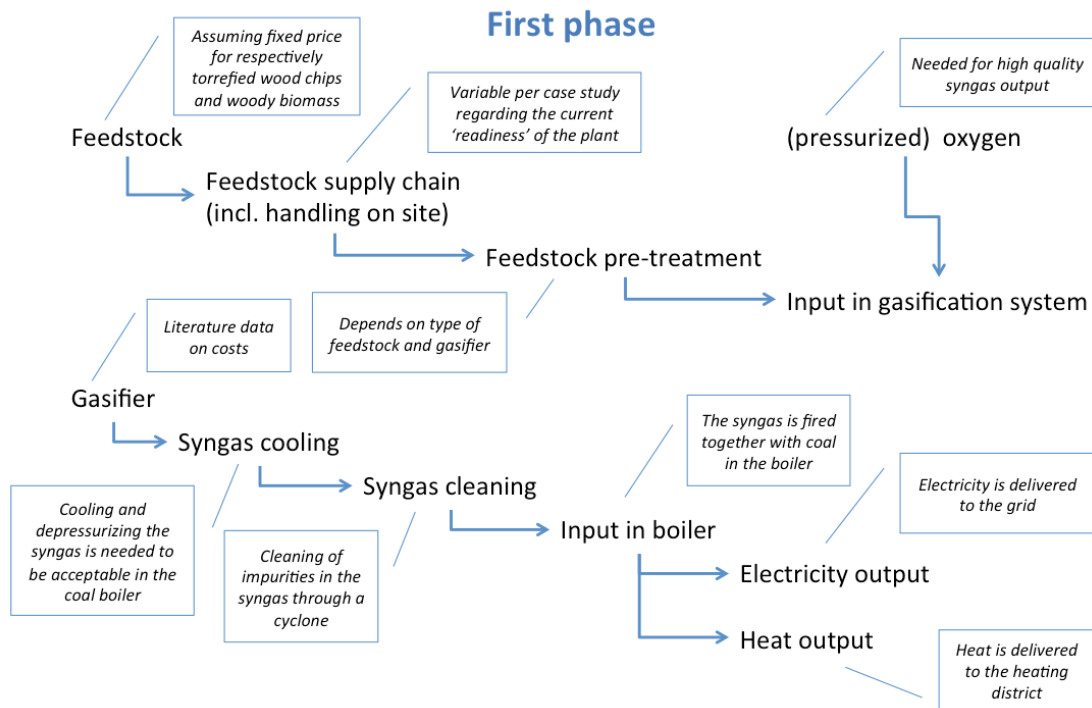 First phase
Assuming fixed price
for respectively
torrefied wood chips
and woody biomass
Variable per case study
regarding the current
‘readiness’ of the plant
Needed for high quality
syngas output
Feedstock
(pressurized) oxygen
Feedstock supply chain
(incl. handling on site)
Feedstock pre-treatment
Input in gasification system
Literature data
on costs
Depends on type of
feedstock and gasifier
Gasifier
The syngas is fired
together with coal
in the boiler
Syngas cooling
Syngas cleaning
Electricity is delivered
to the grid
Cooling and
depressurizing the
syngas is needed to
be acceptable in the
coal boiler
Cleaning of
impurities in the
syngas through a
cyclone
Input in boiler
Electricity output
Heat output
Heat is delivered
to the heating
district